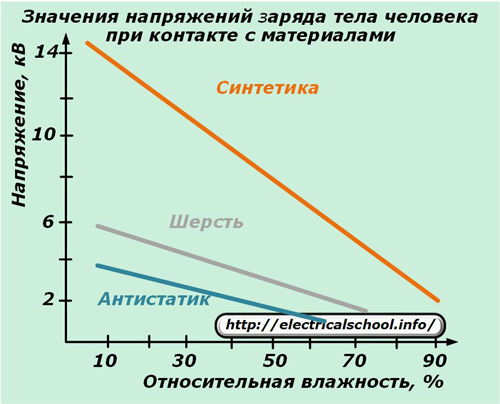 Значения напряжений заряда тела человека
при контакте с материалами
Напряжение, кВ
14
10
6
2
Синтетика
Шерсть
Антистатик
http://electricalschool.info/
10 30 50 70 90
Относительная влажность, %